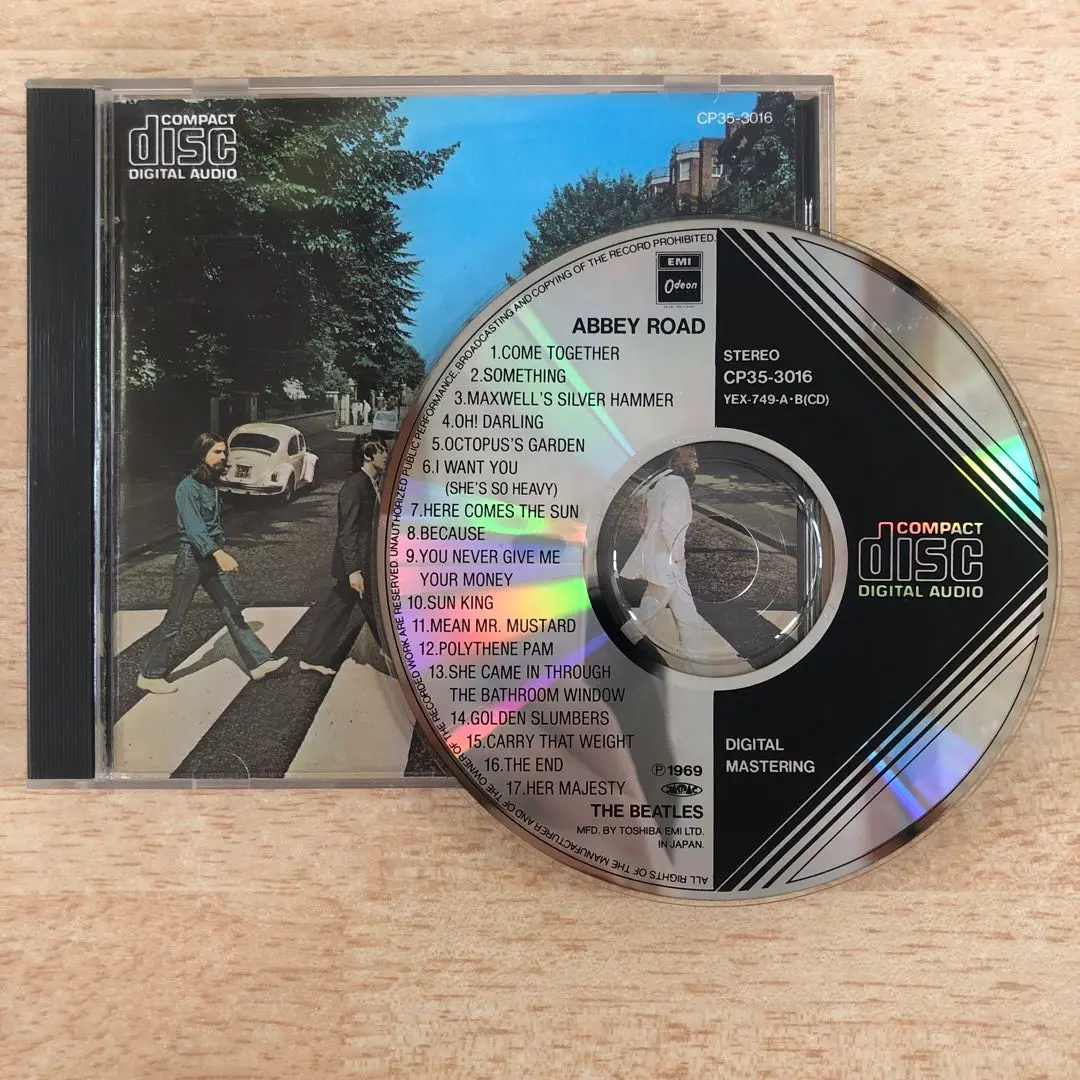 COMPACT
disc
DIGITAL AUDIO
CP35-3016
ALL RIGHTS OF THE MANUFACTURER AND OF THE OWNER OF THE RECORDED WORK ARE RESERVED. UNAUTHORIZED PUBLIC PERFORMANCE, BROADCASTING AND COPYING OF THE RECORD PROHIBITED.
EMI
Odeon
ABBEY ROAD
1.COME TOGETHER
2.SOMETHING
3.MAXWELL'S SILVER HAMMER
4.OH! DARLING
5.OCTOPUS'S GARDEN
6.I WANT YOU
(SHE'S SO HEAVY)
7.HERE COMES THE SUN
8.BECAUSE
9.YOU NEVER GIVE ME
YOUR MONEY
10.SUN KING
11.MEAN MR. MUSTARD
12.POLYTHENE PAM
13.SHE CAME IN THROUGH
THE BATHROOM WINDOW
14.GOLDEN SLUMBERS
15.CARRY THAT WEIGHT
16.THE END
17.HER MAJESTY
℗1969
THE BEATLES
MFD. BY TOSHIBA EMI LTD.
IN JAPAN.
STEREO
CP35-3016
YEX-749-A・B(CD)
COMPACT
disc
DIGITAL AUDIO
DIGITAL
MASTERING